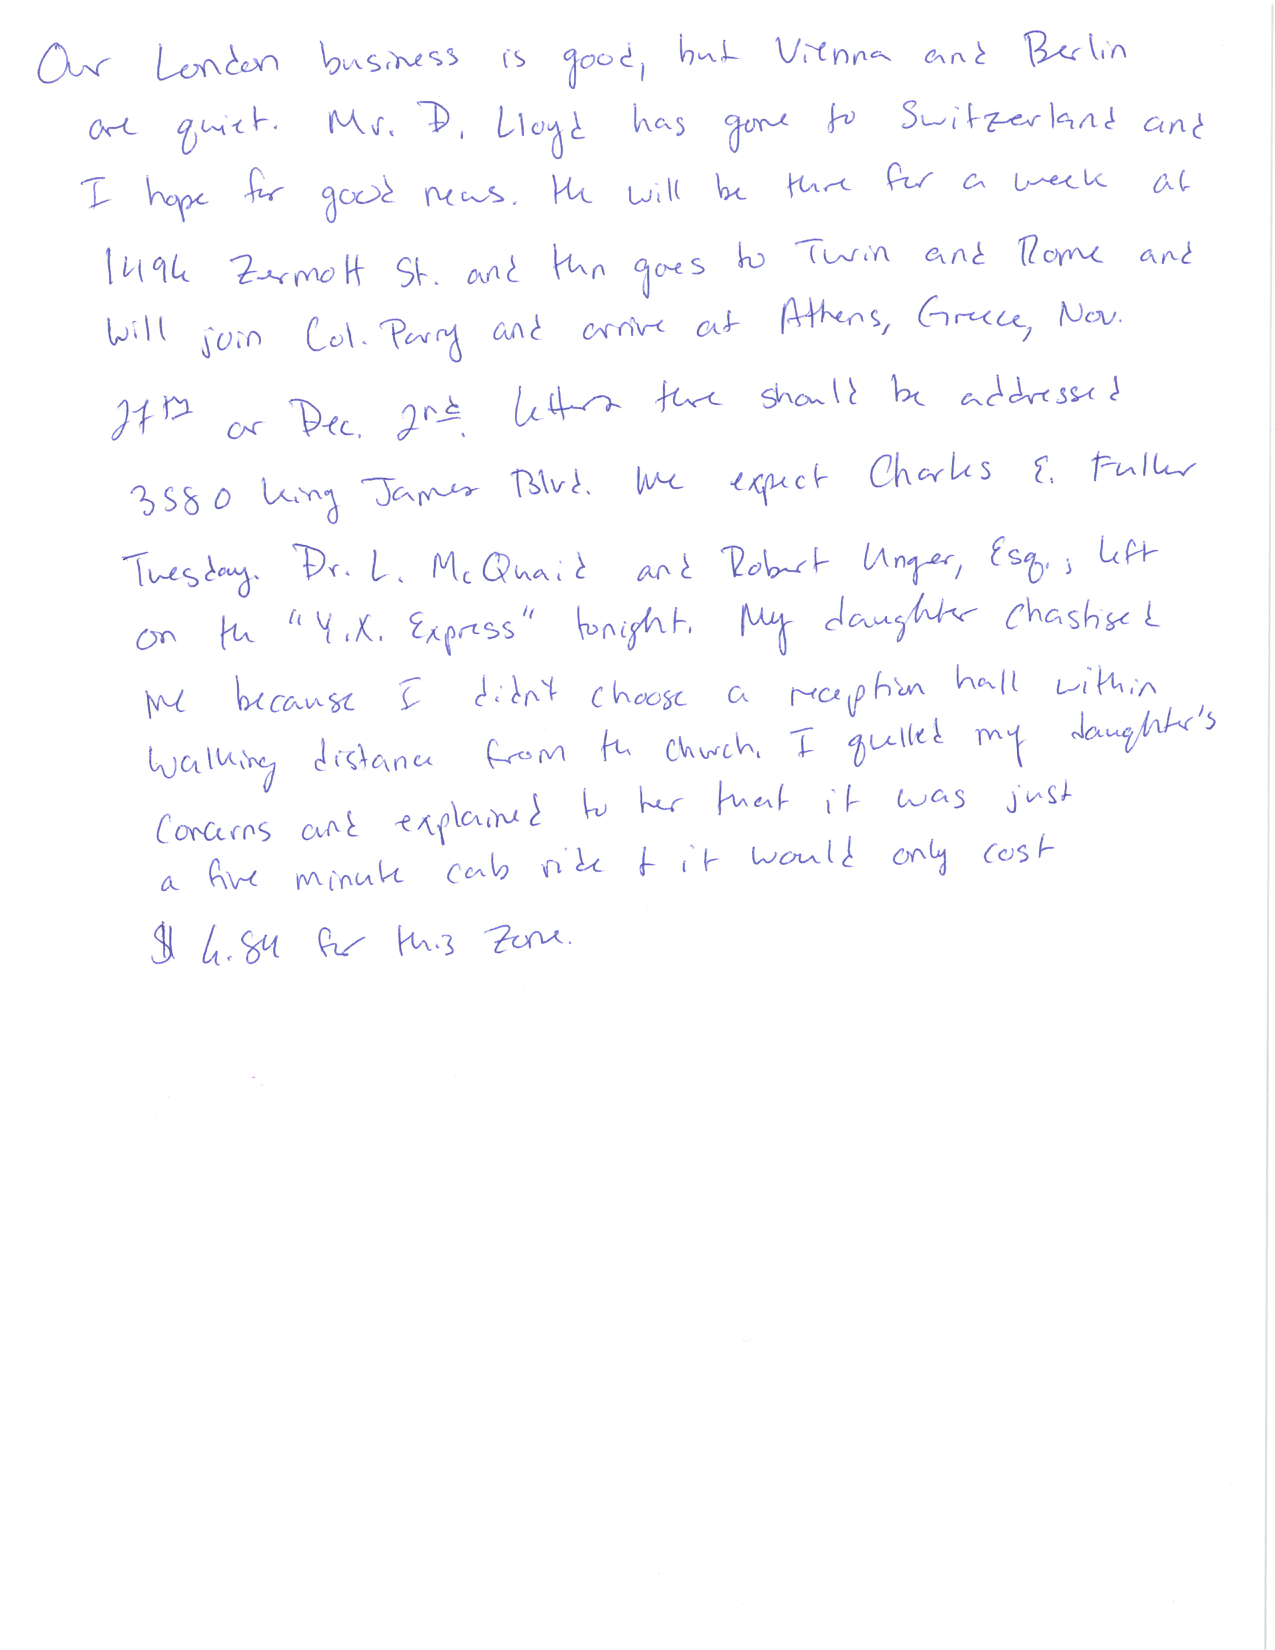 Our London business is good, but Vienna and Berlin
are quiet. Mr. D. Lloyd has gone to Switzerland and
I hope for good news. He will be there for a week at
1496 Zermott St. and then goes to Turin and Rome and
will join Col. Parry and arrive at Athens, Greece, Nov.
27th or Dec. 2nd. Letters there should be addressed
3580 King James Blvd. We expect Charles E. Fuller
Tuesday. Dr. L. McQuaid and Robert Unger, Esq., left
on the "Y.X. Express" tonight. My daughter chastised
me because I didn't choose a reception hall within
walking distance from the church. I quelled my daughter's
concerns and explained to her that it was just
a five minute cab ride & it would only cost
$6.84 for this zone.